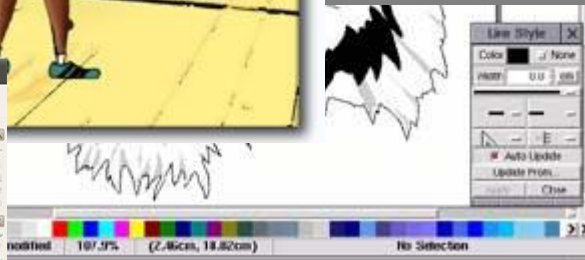 Line Style
Color None
Width 0.0 cm
Auto Update
Update From...
Apply Close
modified 107.9% (2.46cm, 18.82cm) No Selection